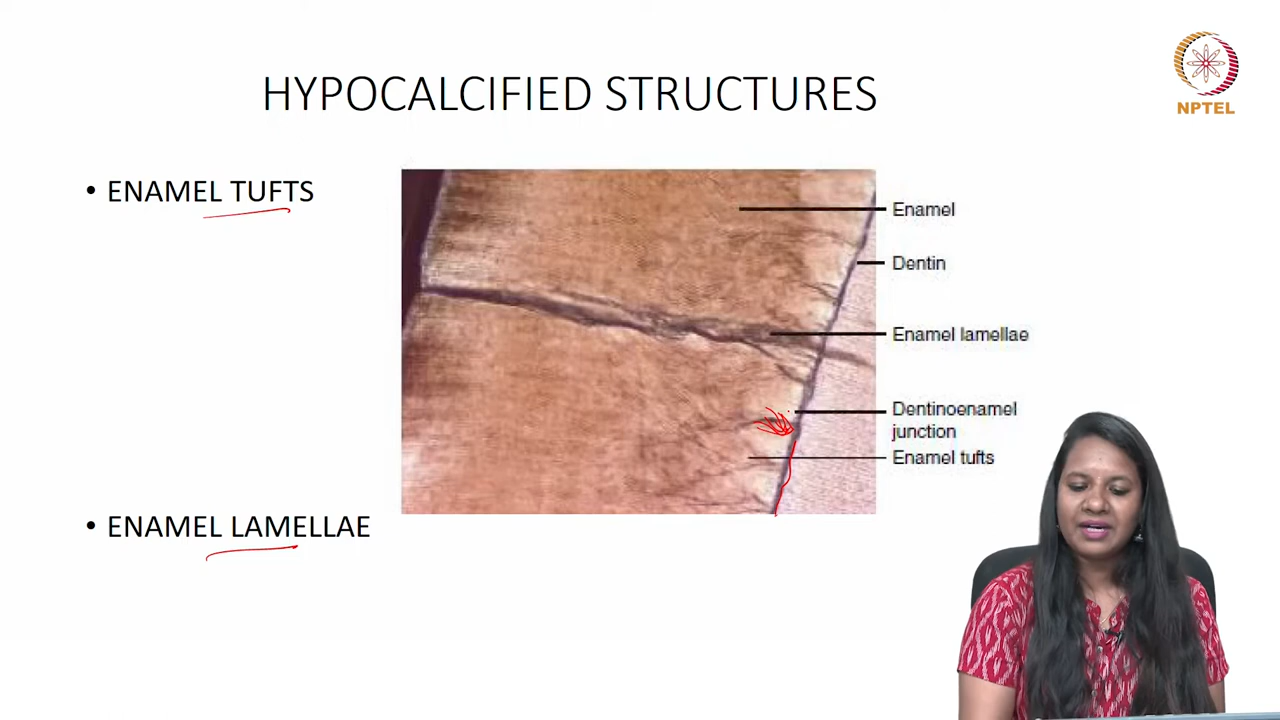 HYPOCALCIFIED STRUCTURES
NPTEL
• ENAMEL TUFTS
Enamel
Dentin
Enamel lamellae
Dentinoenamel
junction
Enamel tufts
• ENAMEL LAMELLAE